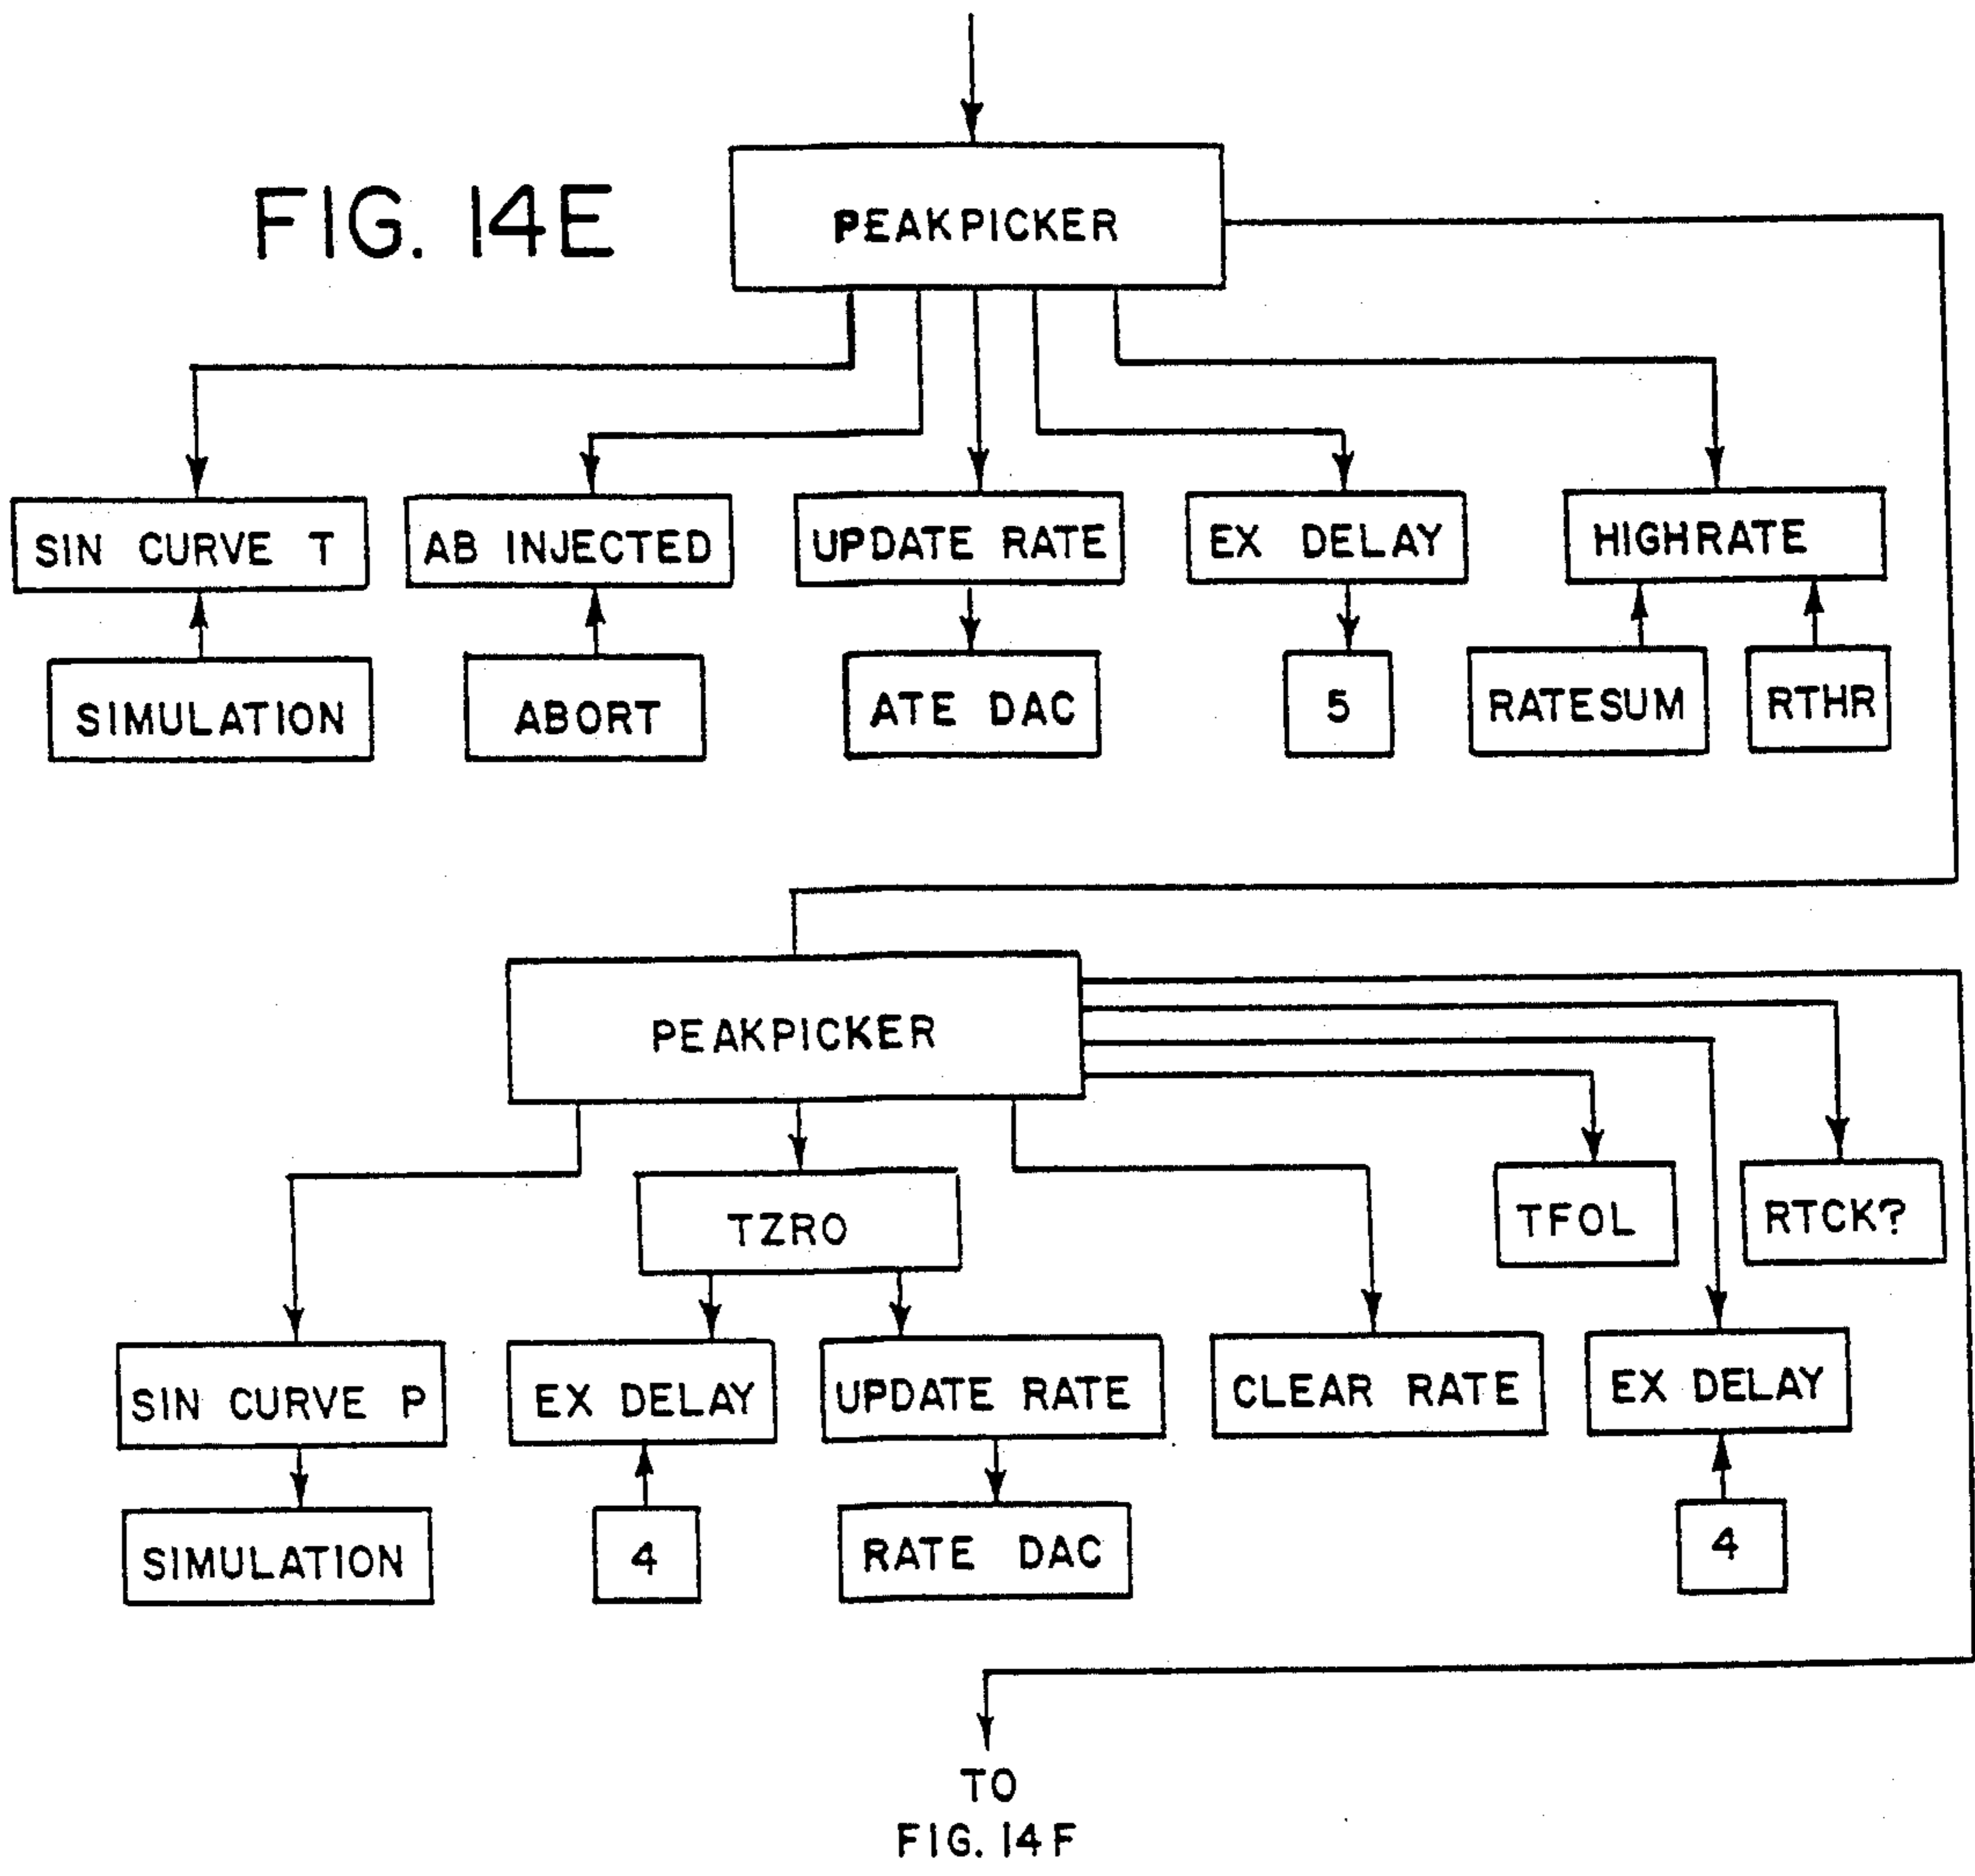 FIG. 14E
PEAKPICKER
SIN CURVE T
AB INJECTED
UPDATE RATE
EX DELAY
HIGHRATE
SIMULATION
ABORT
ATE DAC
5
RATESUM
RTHR
PEAKPICKER
TZRO
TFOL
RTCK?
SIN CURVE P
EX DELAY
UPDATE RATE
CLEAR RATE
EX DELAY
SIMULATION
4
RATE DAC
4
TO
FIG. 14F